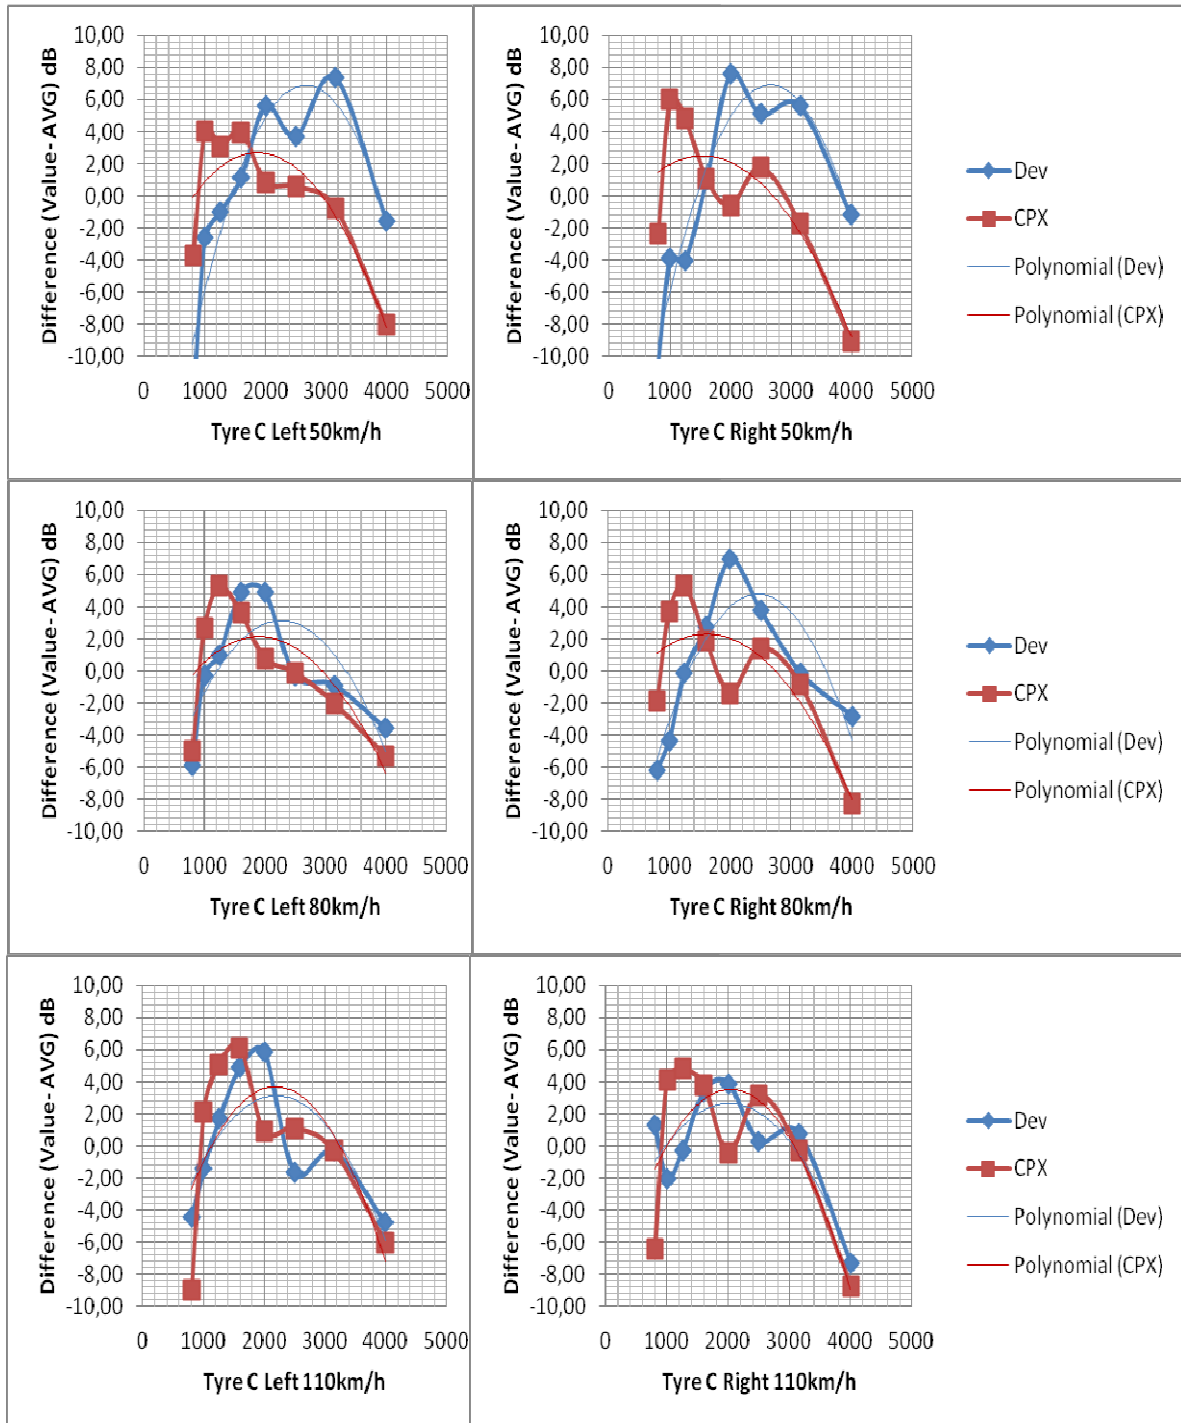 Difference (Value- AVG) dB
10,00
8,00
6,00
4,00
2,00
0,00
-2,00
-4,00
-6,00
-8,00
-10,00
0 1000 2000 3000 4000 5000
Tyre C Left 50km/h
Difference (Value- AVG) dB
10,00
8,00
6,00
4,00
2,00
0,00
-2,00
-4,00
-6,00
-8,00
-10,00
0 1000 2000 3000 4000 5000
Tyre C Right 50km/h
Dev
CPX
Polynomial (Dev)
Polynomial (CPX)
Difference (Value- AVG) dB
10,00
8,00
6,00
4,00
2,00
0,00
-2,00
-4,00
-6,00
-8,00
-10,00
0 1000 2000 3000 4000 5000
Tyre C Left 80km/h
Difference (Value- AVG) dB
10,00
8,00
6,00
4,00
2,00
0,00
-2,00
-4,00
-6,00
-8,00
-10,00
0 1000 2000 3000 4000 5000
Tyre C Right 80km/h
Dev
CPX
Polynomial (Dev)
Polynomial (CPX)
Difference (Value- AVG) dB
10,00
8,00
6,00
4,00
2,00
0,00
-2,00
-4,00
-6,00
-8,00
-10,00
0 1000 2000 3000 4000 5000
Tyre C Left 110km/h
Difference (Value- AVG) dB
10,00
8,00
6,00
4,00
2,00
0,00
-2,00
-4,00
-6,00
-8,00
-10,00
0 1000 2000 3000 4000 5000
Tyre C Right 110km/h
Dev
CPX
Polynomial (Dev)
Polynomial (CPX)